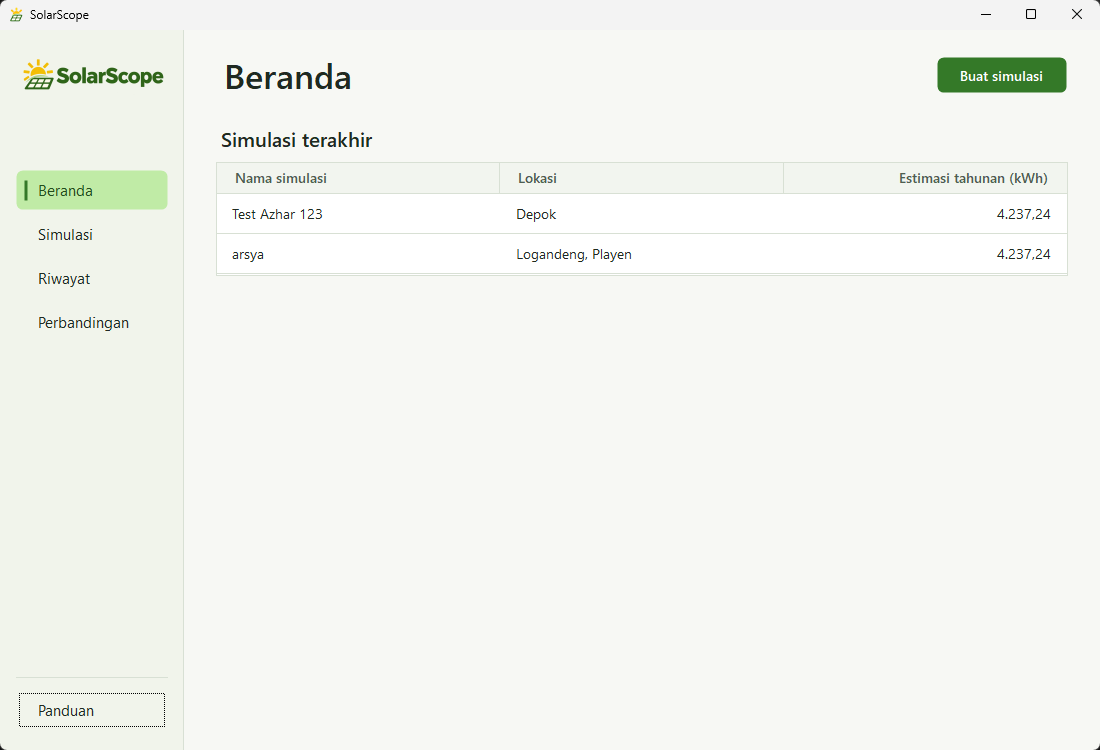 SolarScope
SolarScope
Beranda
Buat simulasi
Simulasi terakhir
Nama simulasi Lokasi Estimasi tahunan (kWh)
Test Azhar 123 Depok 4.237,24
arsya Logandeng, Playen 4.237,24
Beranda
Simulasi
Riwayat
Perbandingan
Panduan